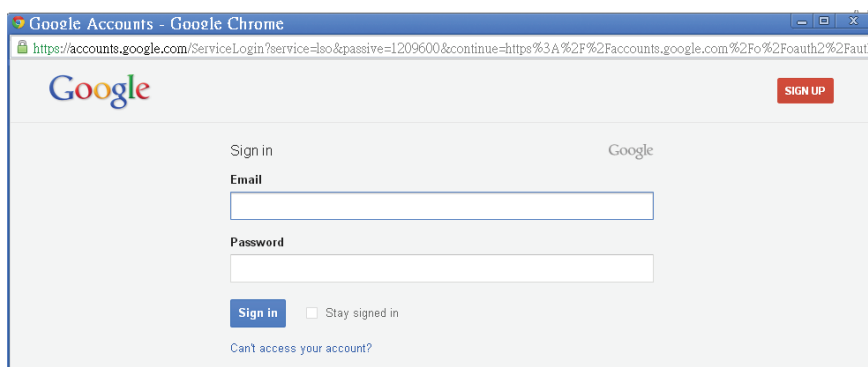 Google Accounts - Google Chrome
https://accounts.google.com/ServiceLogin?service=lso&passive=1209600&continue=https%3A%2F%2Faccounts.google.com%2Fo%2Foauth2%2Faut
Google
SIGN UP
Sign in
Google
Email
Password
Sign in
Stay signed in
Can't access your account?